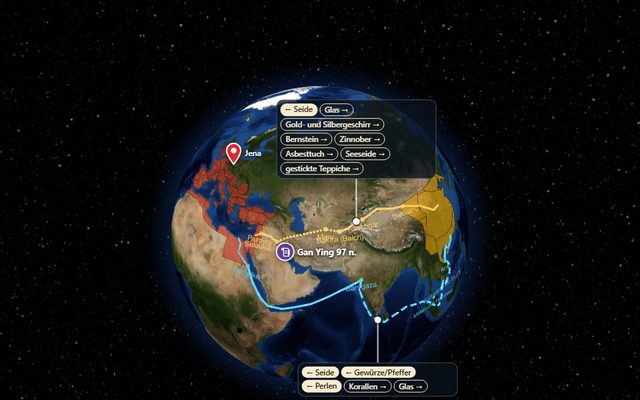 ← Seide Glas →
Gold- und Silbergeschirr →
Bernstein → Zinnober →
Asbesttuch → Seeseide →
gestickte Teppiche →
Jena
Baktra (Balch)
Gan Ying 97 n.
← Seide ← Gewürze/Pfeffer
← Perlen Korallen → Glas →